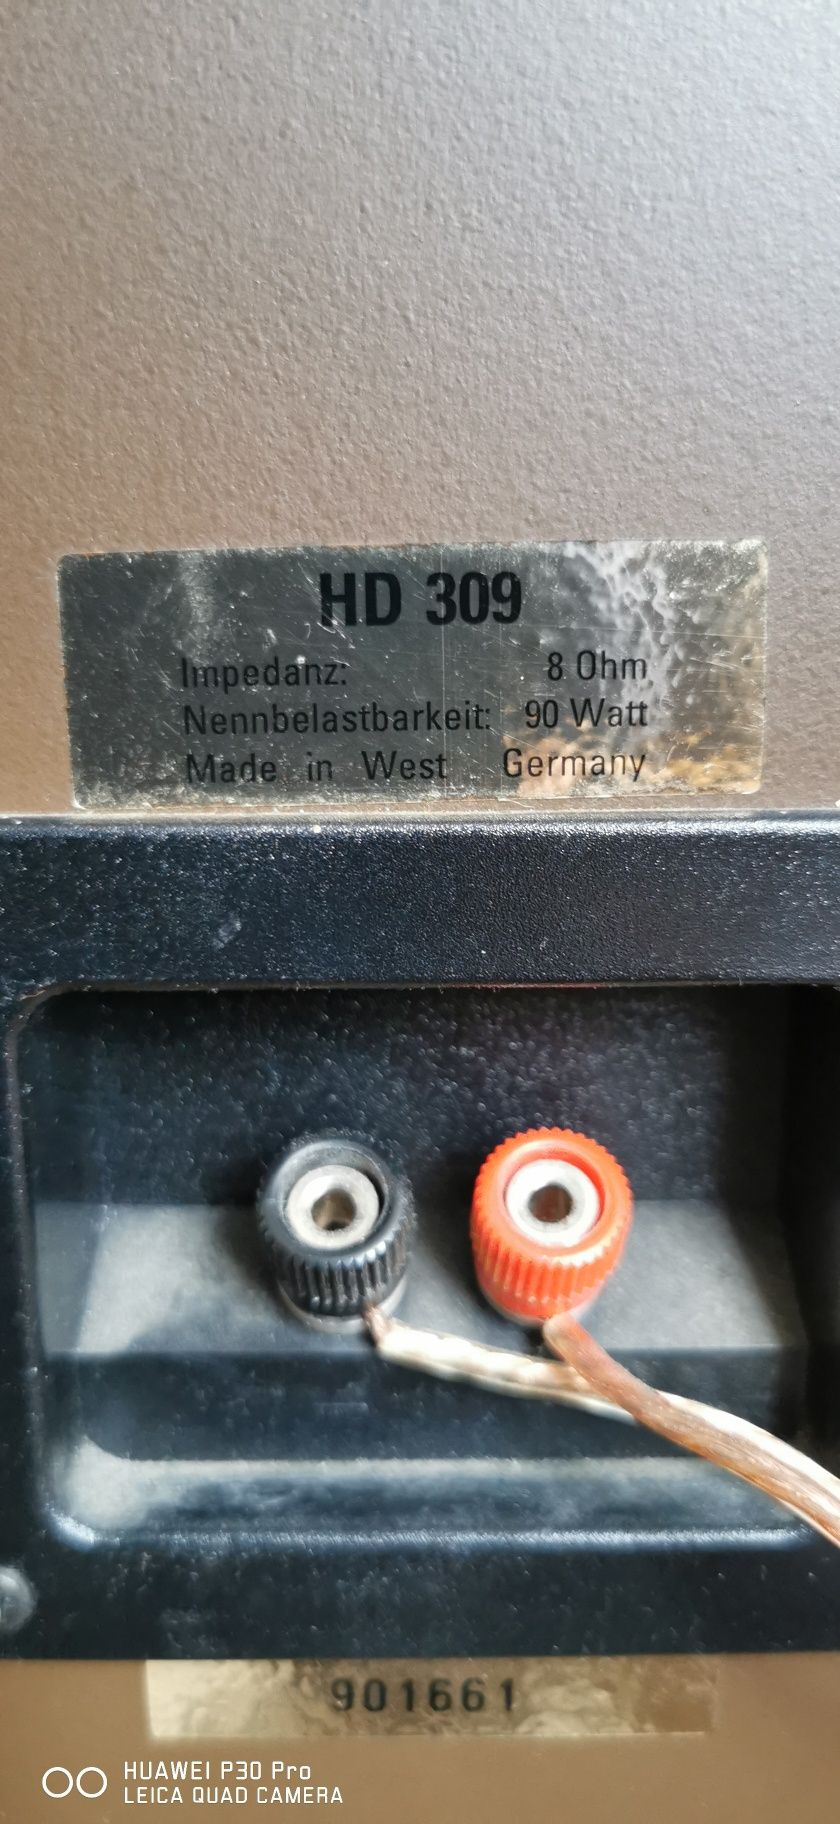 HD 309
Impedanz: 8 Ohm
Nennbelastbarkeit: 90 Watt
Made in West Germany
901661
HUAWEI P30 Pro
LEICA QUAD CAMERA